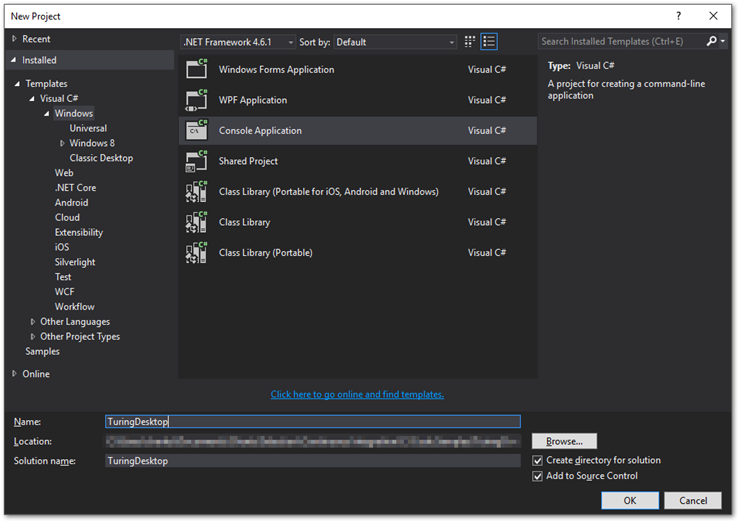 New Project
? ×
Recent
.NET Framework 4.6.1 Sort by: Default
Search Installed Templates (Ctrl+E)
Installed
Templates
Visual C#
Windows
Universal
Windows 8
Classic Desktop
Web
.NET Core
Android
Cloud
Extensibility
iOS
Silverlight
Test
WCF
Workflow
Other Languages
Other Project Types
Samples
Online
Windows Forms Application Visual C#
WPF Application Visual C#
Console Application Visual C#
Shared Project Visual C#
Class Library (Portable for iOS, Android and Windows) Visual C#
Class Library Visual C#
Class Library (Portable) Visual C#
Click here to go online and find templates.
Type: Visual C#
A project for creating a command-line
application
Name: TuringDesktop
Location:
Browse...
Solution name: TuringDesktop
Create directory for solution
Add to Source Control
OK Cancel